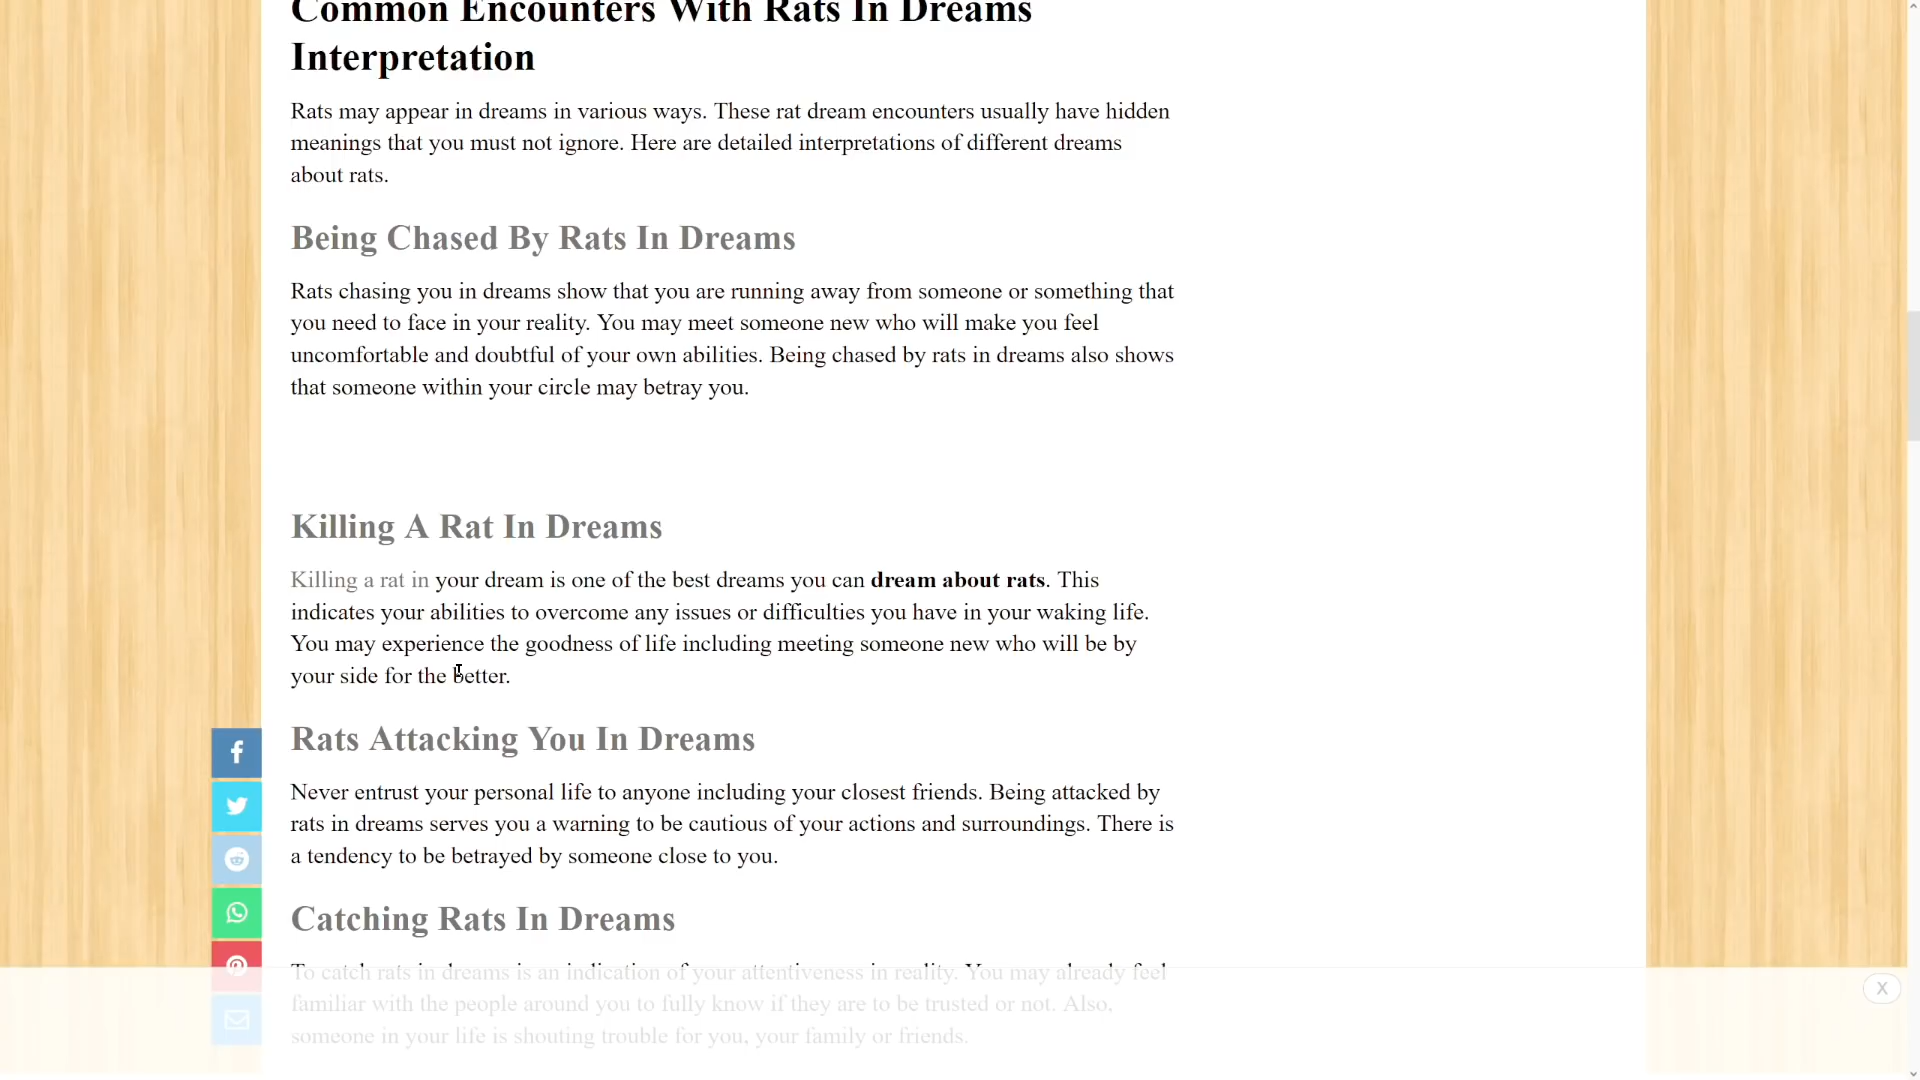 Common Encounters With Rats In Dreams
Interpretation
Rats may appear in dreams in various ways. These rat dream encounters usually have hidden
meanings that you must not ignore. Here are detailed interpretations of different dreams
about rats.
Being Chased By Rats In Dreams
Rats chasing you in dreams show that you are running away from someone or something that
you need to face in your reality. You may meet someone new who will make you feel
uncomfortable and doubtful of your own abilities. Being chased by rats in dreams also shows
that someone within your circle may betray you.
Killing A Rat In Dreams
Killing a rat in your dream is one of the best dreams you can dream about rats. This
indicates your abilities to overcome any issues or difficulties you have in your waking life.
You may experience the goodness of life including meeting someone new who will be by
your side for the better.
Rats Attacking You In Dreams
Never entrust your personal life to anyone including your closest friends. Being attacked by
rats in dreams serves you a warning to be cautious of your actions and surroundings. There is
a tendency to be betrayed by someone close to you.
Catching Rats In Dreams
To catch rats in dreams is an indication of your attentiveness in reality. You may already feel
familiar with the people around you to fully know if they are to be trusted or not. Also,
someone in your life is shouting trouble for you, your family or friends.
X